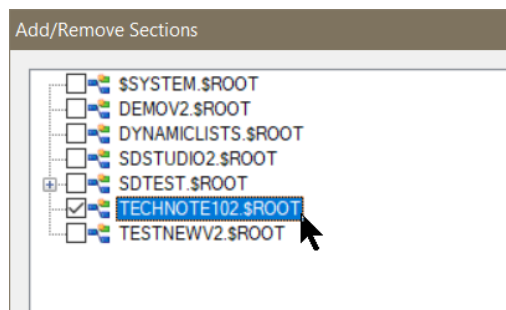 Add/Remove Sections
$SYSTEM.$ROOT
DEMOV2.$ROOT
DYNAMICLISTS.$ROOT
SDSTUDIO2.$ROOT
SDTEST.$ROOT
TECHNOTE102.$ROOT
TESTNEWV2.$ROOT